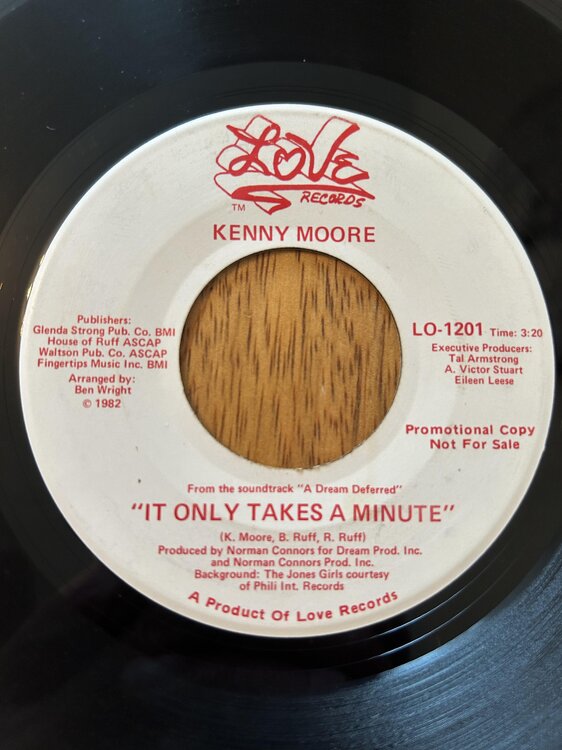 LOVE
RECORDS
TM
KENNY MOORE
Publishers:
Glenda Strong Pub. Co. BMI
House of Ruff ASCAP
Waltson Pub. Co. ASCAP
Fingertips Music Inc. BMI
Arranged by:
Ben Wright
© 1982
LO-1201 Time: 3:20
Executive Producers:
Tal Armstrong
A. Victor Stuart
Eileen Leese
Promotional Copy
Not For Sale
From the soundtrack "A Dream Deferred"
"IT ONLY TAKES A MINUTE"
(K. Moore, B. Ruff, R. Ruff)
Produced by Norman Connors for Dream Prod. Inc.
and Norman Connors Prod. Inc.
Background: The Jones Girls courtesy
of Phili Int. Records
A Product Of Love Records